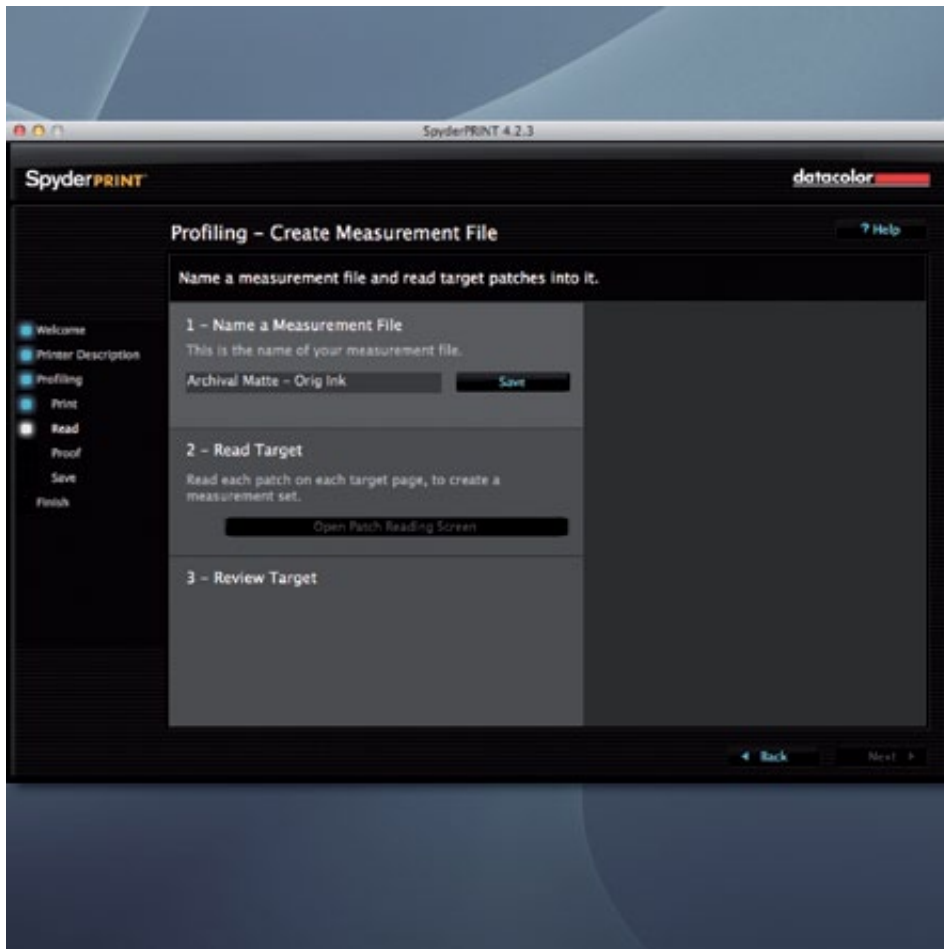 SpyderPRINT 4.2.3
SpyderPRINT
datacolor
Profiling – Create Measurement File
? Help
Name a measurement file and read target patches into it.
Welcome
Printer Description
Profiling
Print
Read
Proof
Save
Finish
1 – Name a Measurement File
This is the name of your measurement file.
Archival Matte – Orig Ink
Save
2 – Read Target
Read each patch on each target page, to create a
measurement set.
Open Patch Reading Screen
3 – Review Target
Back
Next